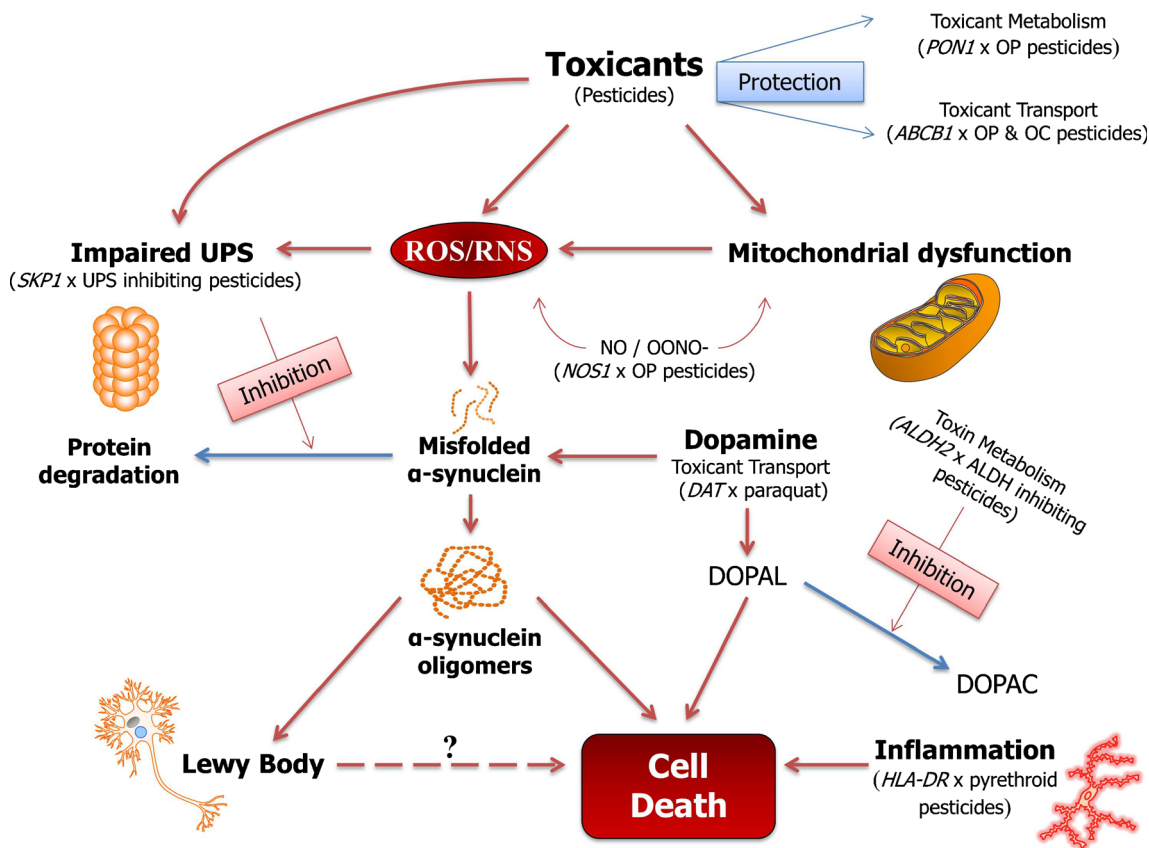 Toxicant Metabolism
(PON1 x OP pesticides)
Toxicants
(Pesticides)
Protection
Toxicant Transport
(ABCB1 x OP & OC pesticides)
Impaired UPS
(SKP1 x UPS inhibiting pesticides)
ROS/RNS
Mitochondrial dysfunction
NO / OONO-
(NOS1 x OP pesticides)
Inhibition
Protein
degradation
Misfolded
α-synuclein
Dopamine
Toxicant Transport
(DAT x paraquat)
Toxin Metabolism
(ALDH2 x ALDH inhibiting
pesticides)
Inhibition
DOPAL
α-synuclein
oligomers
DOPAC
Lewy Body
?
Cell
Death
Inflammation
(HLA-DR x pyrethroid
pesticides)